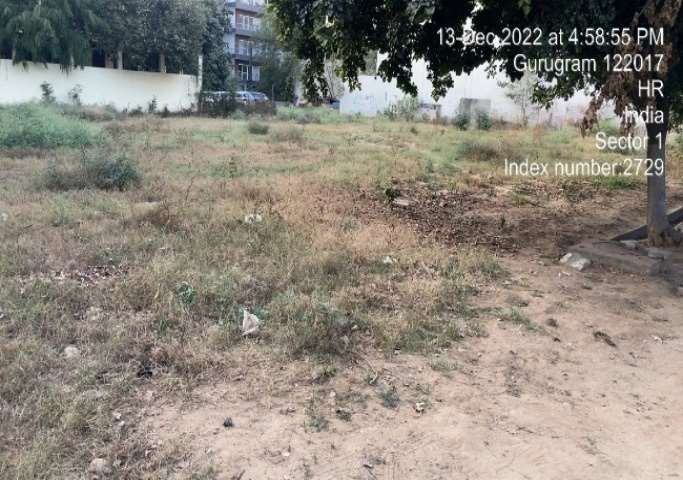 13 Dec 2022 at 4:58:55 PM
Gurugram 122017
HR
India
Sector 1
Index number:2729